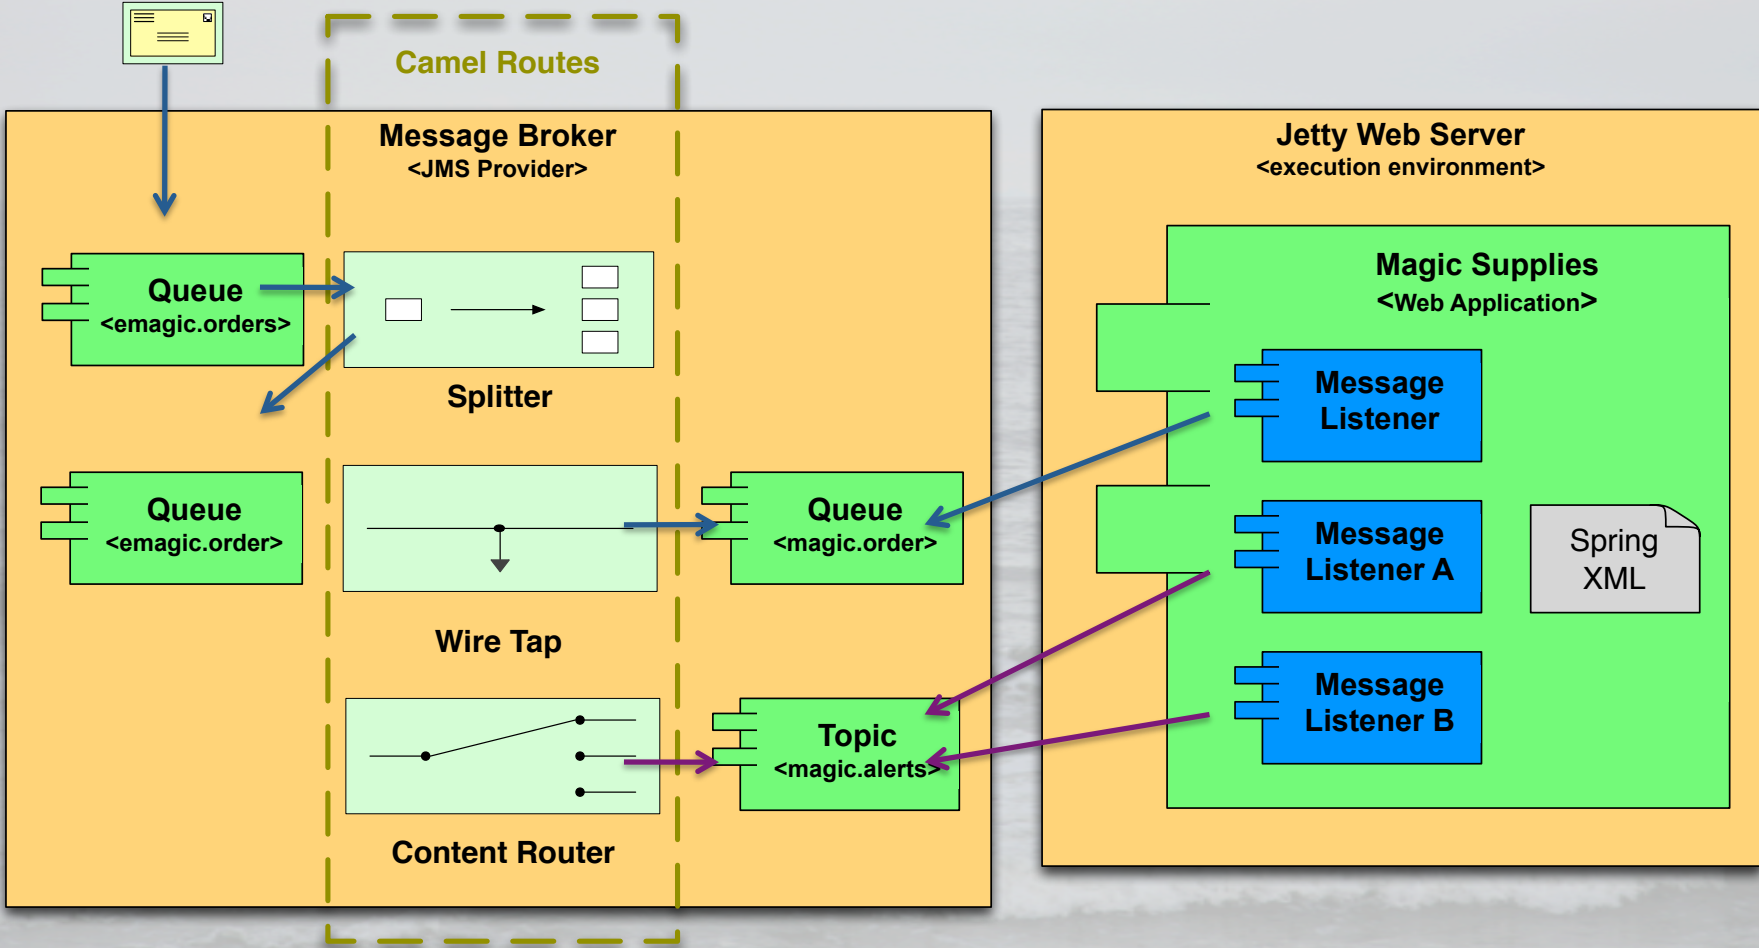 Camel Routes
Message Broker
<JMS Provider>
Queue
<emagic.orders>
Splitter
Queue
<emagic.order>
Queue
<magic.order>
Wire Tap
Topic
<magic.alerts>
Content Router
Jetty Web Server
<execution environment>
Magic Supplies
<Web Application>
Message
Listener
Message
Listener A
Spring
XML
Message
Listener B